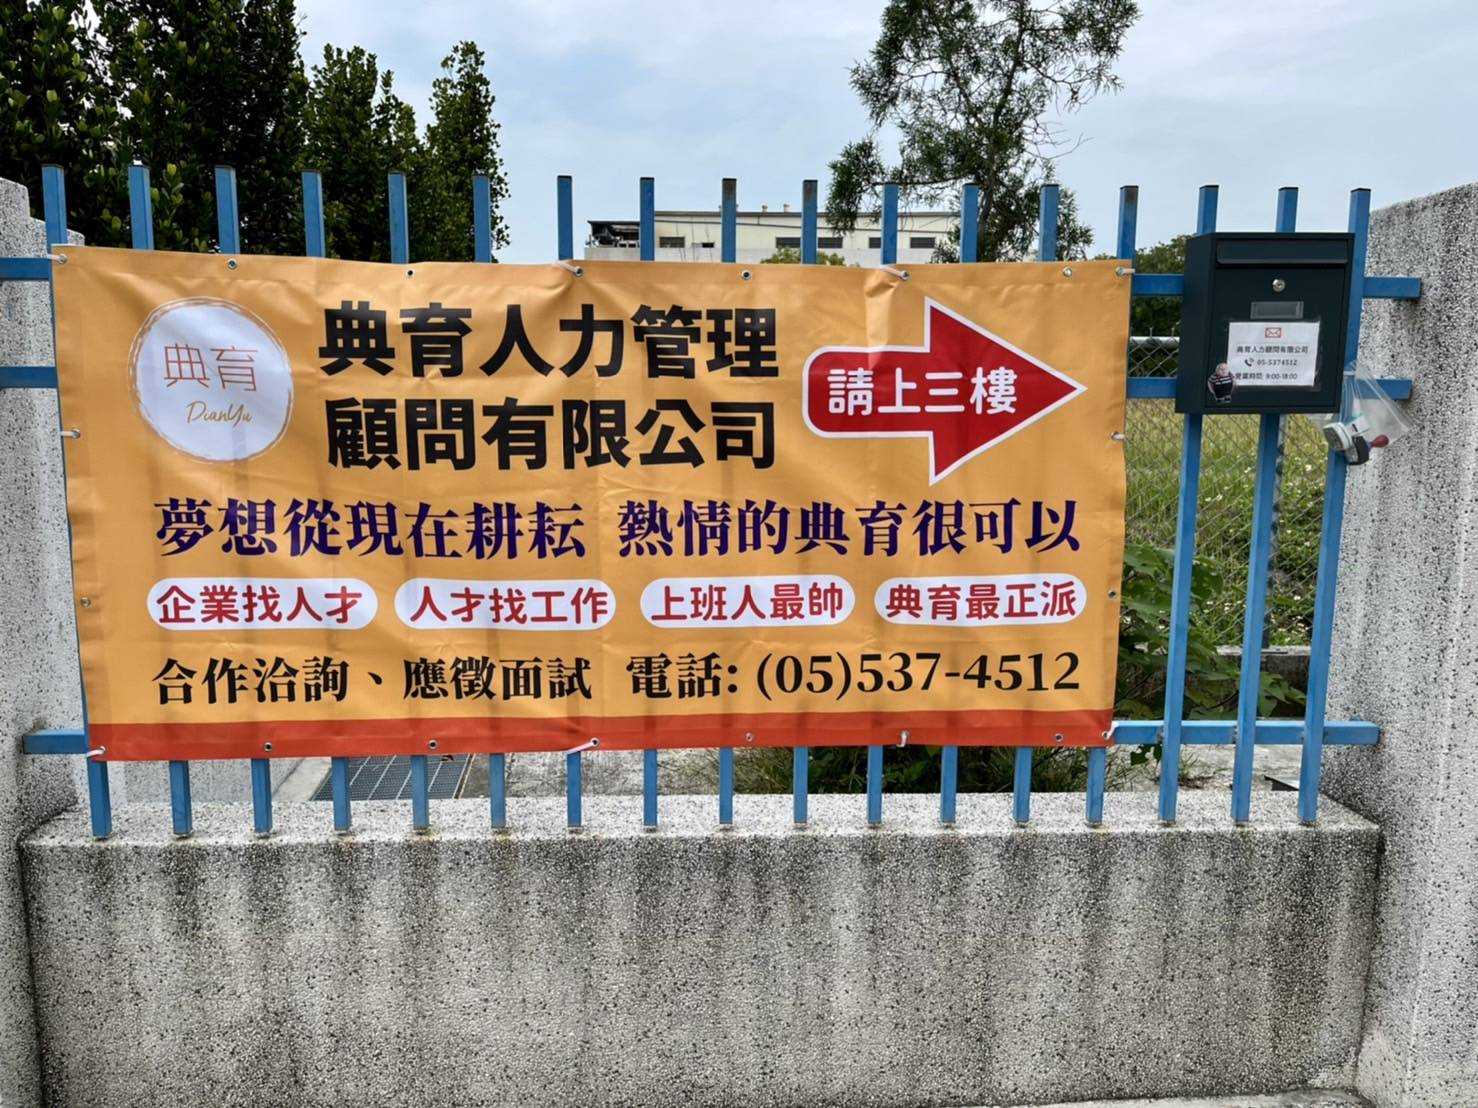 典育
DianYu
典育人力管理
顧問有限公司
請上三樓
夢想從現在耕耘 熱情的典育很可以
企業找人才 人才找工作 上班人最帥 典育最正派
合作洽詢、應徵面試 電話: (05)537-4512
典育人力顧問有限公司
05-5374512
營業時間: 9:00-18:00